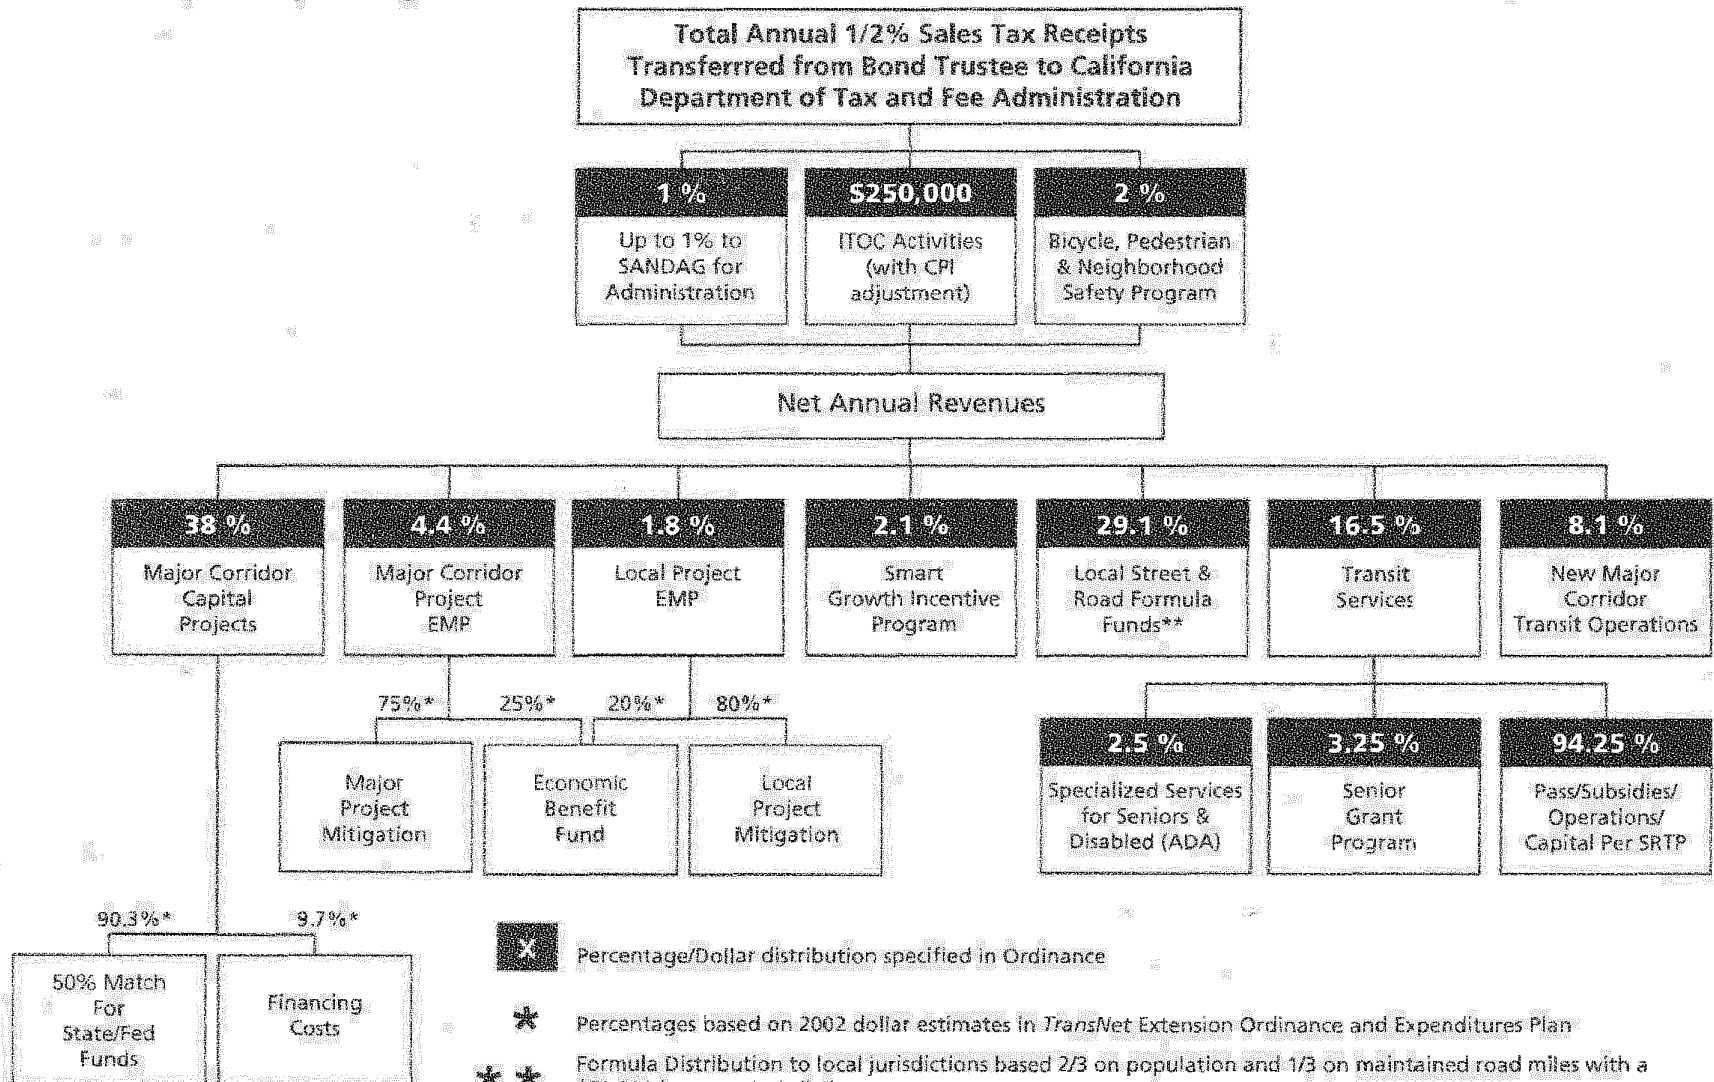 Total Annual 1/2% Sales Tax Receipts
Transferrred from Bond Trustee to California
Department of Tax and Fee Administration
1 %
Up to 1% to
SANDAG for
Administration
$250,000
ITOC Activities
(with CPI
adjustment)
2 %
Bicycle, Pedestrian
& Neighborhood
Safety Program
Net Annual Revenues
38 %
Major Corridor
Capital
Projects
4.4 %
Major Corridor
Project
EMP
1.8 %
Local Project
EMP
2.1 %
Smart
Growth Incentive
Program
29.1 %
Local Street &
Road Formula
Funds**
16.5 %
Transit
Services
8.1 %
New Major
Corridor
Transit Operations
75%*
25%*
20%*
80%*
Major
Project
Mitigation
Economic
Benefit
Fund
Local
Project
Mitigation
2.5 %
Specialized Services
for Seniors &
Disabled (ADA)
3.25 %
Senior
Grant
Program
94.25 %
Pass/Subsidies/
Operations/
Capital Per SRTP
90.3%*
9.7%*
50% Match
For
State/Fed
Funds
Financing
Costs
X Percentage/Dollar distribution specified in Ordinance
* Percentages based on 2002 dollar estimates in TransNet Extension Ordinance and Expenditures Plan
** Formula Distribution to local jurisdictions based 2/3 on population and 1/3 on maintained road miles with a